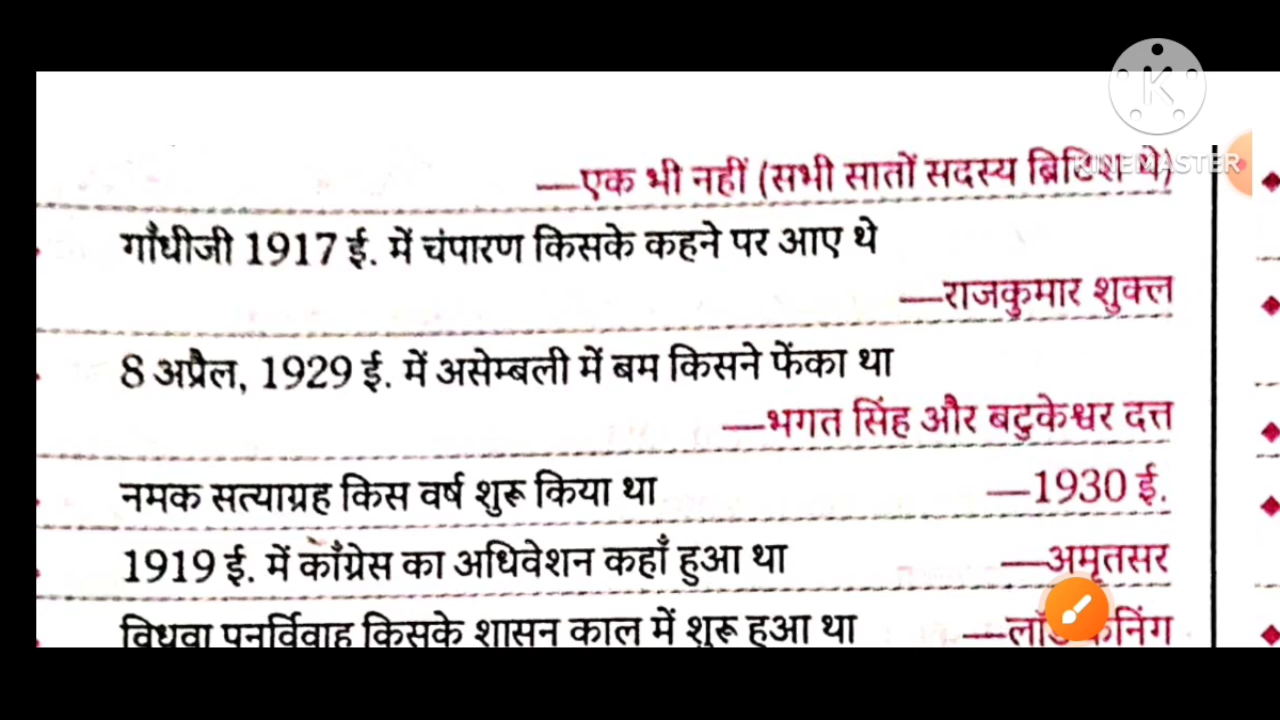 KINEMASTER
—एक भी नहीं (सभी सातों सदस्य ब्रिटिश थे)
गाँधीजी 1917 ई. में चंपारण किसके कहने पर आए थे
—राजकुमार शुक्ल
8 अप्रैल, 1929 ई. में असेम्बली में बम किसने फेंका था
—भगत सिंह और बटुकेश्वर दत्त
नमक सत्याग्रह किस वर्ष शुरू किया था —1930 ई.
1919 ई. में काँग्रेस का अधिवेशन कहाँ हुआ था —अमृतसर
विधवा पुनर्विवाह किसके शासन काल में शुरू हुआ था —लॉर्ड कैनिंग